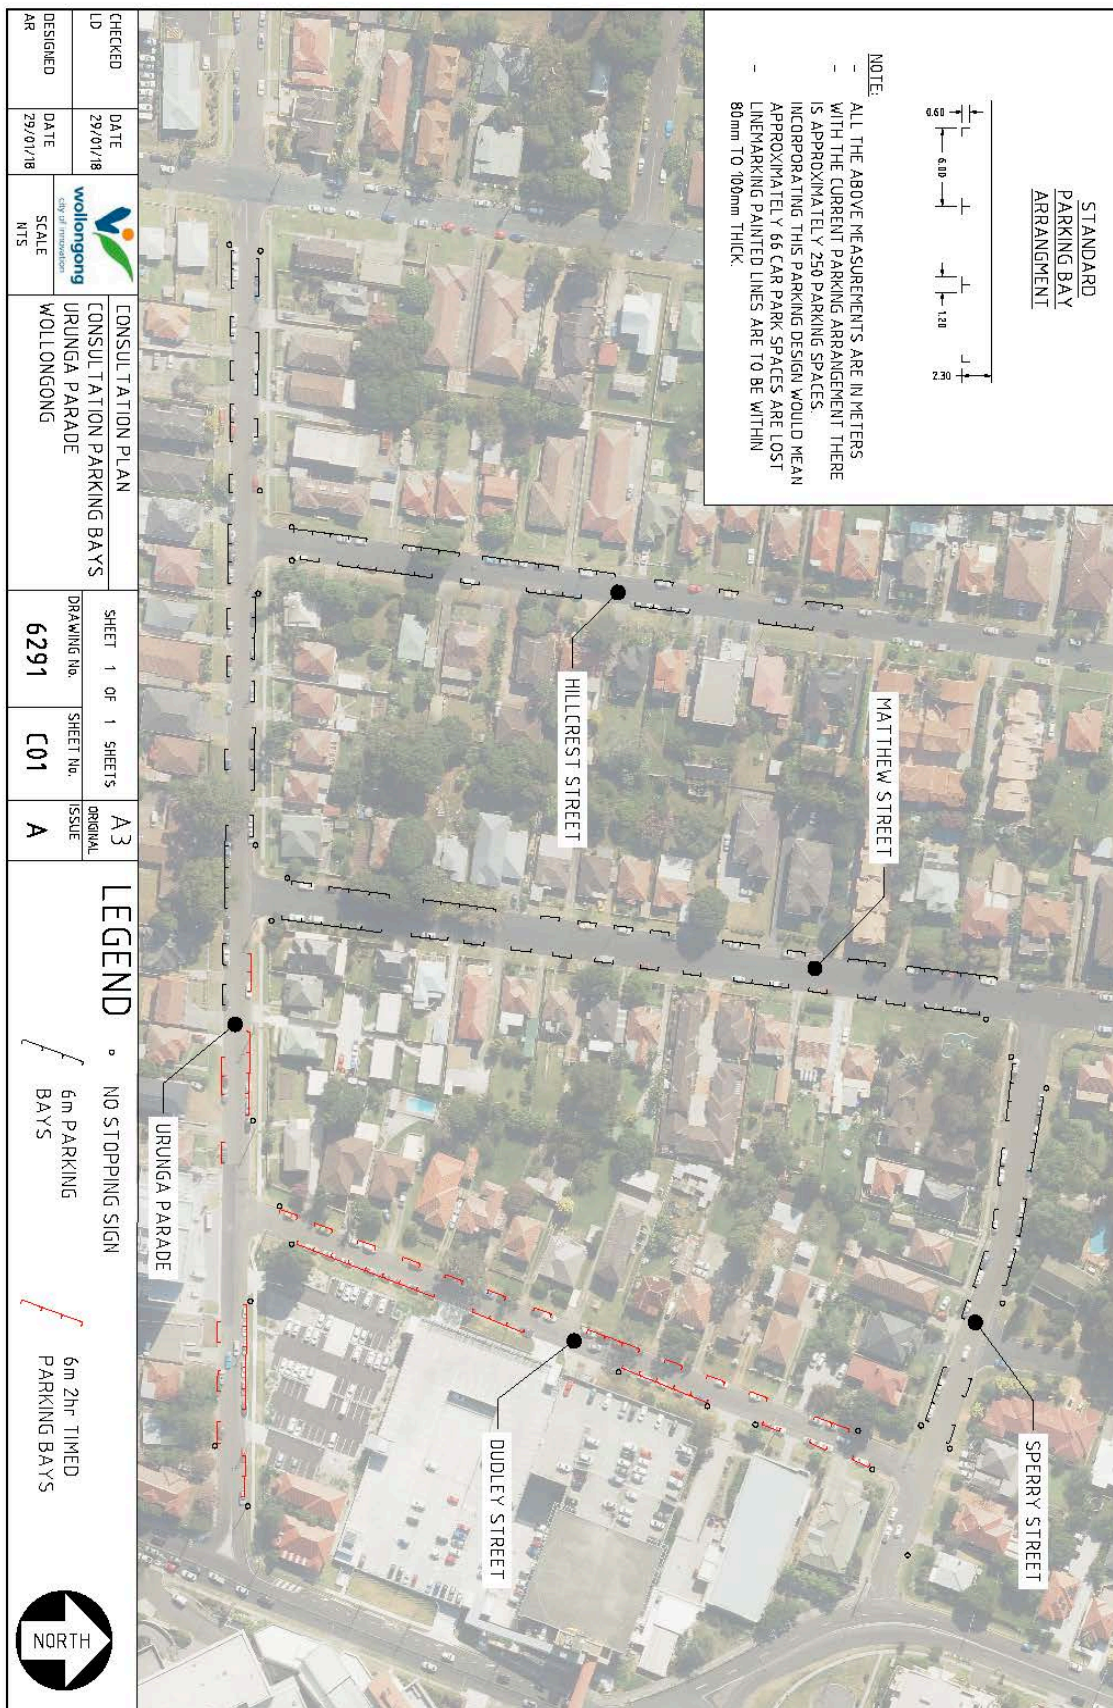 STANDARD
PARKING BAY
ARRANGMENT
0.60
6.00
1.20
2.30
NOTE:
- ALL THE ABOVE MEASUREMENTS ARE IN METERS
- WITH THE CURRENT PARKING ARRANGEMENT THERE
IS APPROXIMATELY 250 PARKING SPACES.
INCORPORATING THIS PARKING DESIGN WOULD MEAN
APPROXIMATELY 66 CAR PARK SPACES ARE LOST
- LINEMARKING PAINTED LINES ARE TO BE WITHIN
80mm TO 100mm THICK.
MATTHEW STREET
HILLCREST STREET
SPERRY STREET
DUDLEY STREET
URUNGA PARADE
CHECKED
LD
DATE
29/01/18
DESIGNED
AR
DATE
29/01/18
wollongong
city of innovation
SCALE
NTS
CONSULTATION PLAN
CONSULTATION PARKING BAYS
URUNGA PARADE
WOLLONGONG
SHEET 1 OF 1 SHEETS
DRAWING No.
6291
SHEET No.
C01
A3
ORIGINAL
ISSUE
A
LEGEND
NO STOPPING SIGN
6m PARKING
BAYS
6m 2hr TIMED
PARKING BAYS
NORTH